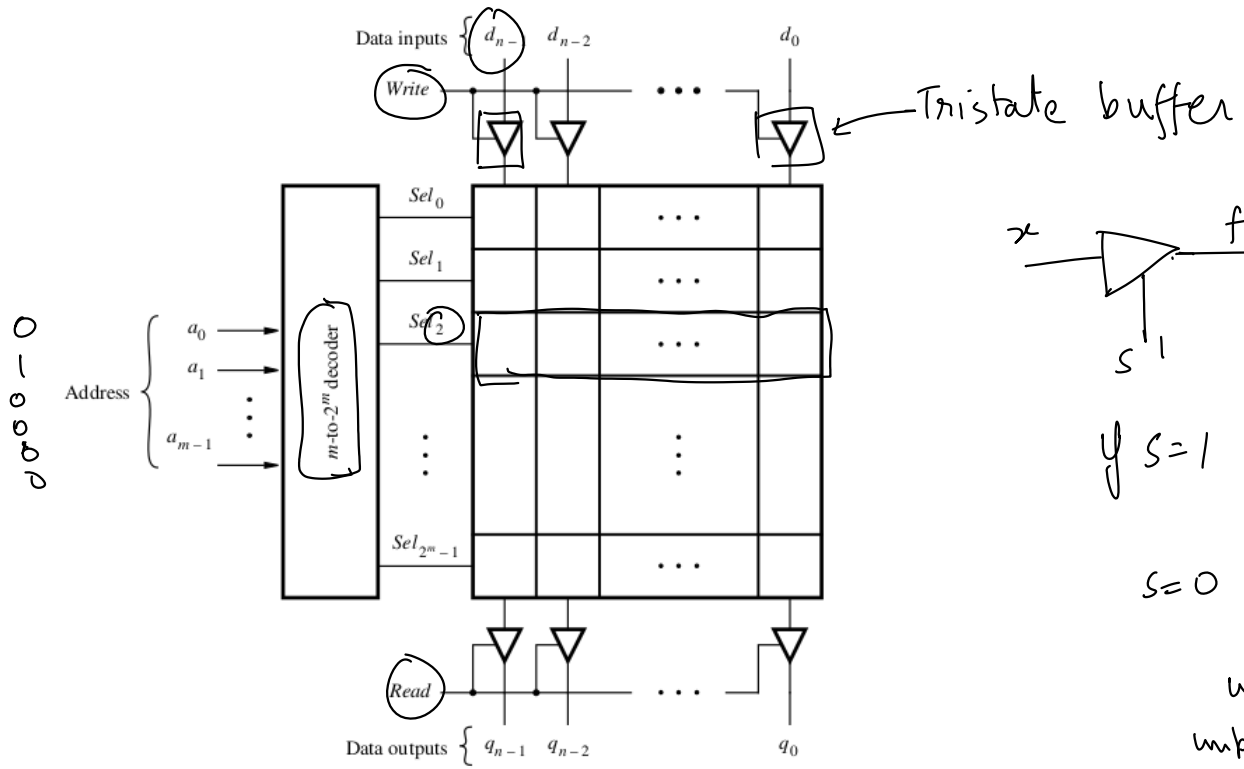 Data inputs { d_{n-} d_{n-2} d_0
Write
Tristate buffer
Sel_0
x f
Sel_1
0
1
0
0
0
0
Address
a_0
a_1
a_{m-1}
m-to-2^m decoder
Sel_2
S 1
S=1
S=0
Sel_{2^m-1}
Read
Data outputs { q_{n-1} q_{n-2} q_0